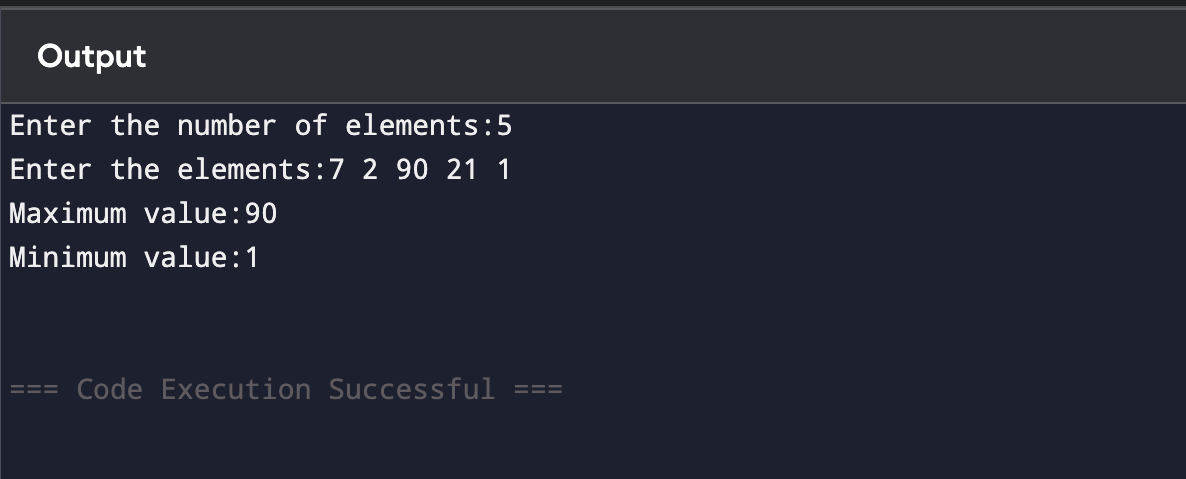 Output
Enter the number of elements:5
Enter the elements:7 2 90 21 1
Maximum value:90
Minimum value:1
=== Code Execution Successful ===